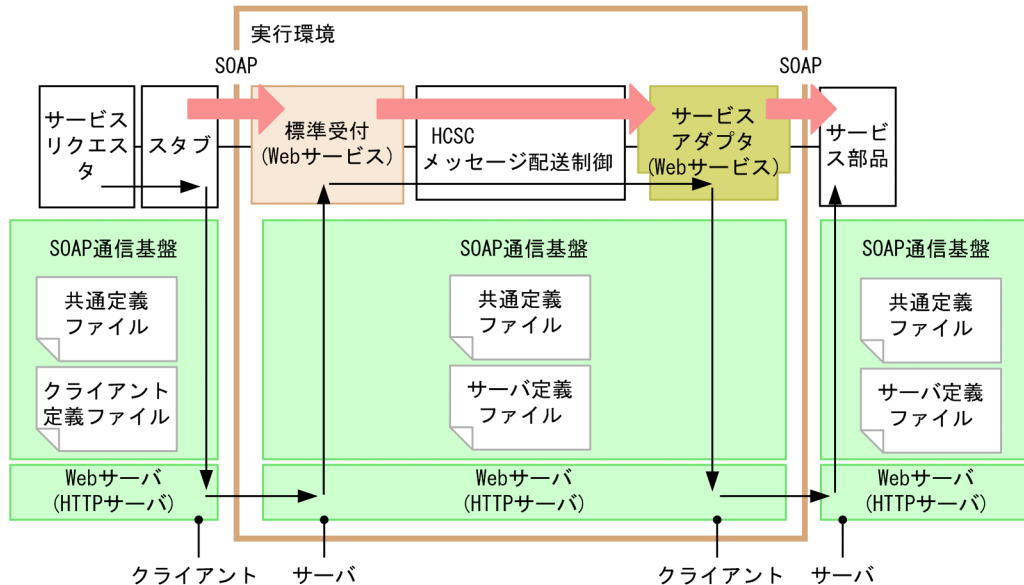 実行環境
SOAP
SOAP
サービス
リクエス
タ
スタブ
標準受付
(Webサービス)
HCSC
メッセージ配送制御
サービス
アダプタ
(Webサービス)
サービ
ス部品
SOAP通信基盤
共通定義
ファイル
クライアント
定義ファイル
Webサーバ
(HTTPサーバ)
SOAP通信基盤
共通定義
ファイル
サーバ定義
ファイル
Webサーバ
(HTTPサーバ)
SOAP通信基盤
共通定義
ファイル
サーバ定義
ファイル
Webサーバ
(HTTPサーバ)
クライアント
サーバ
クライアント
サーバ